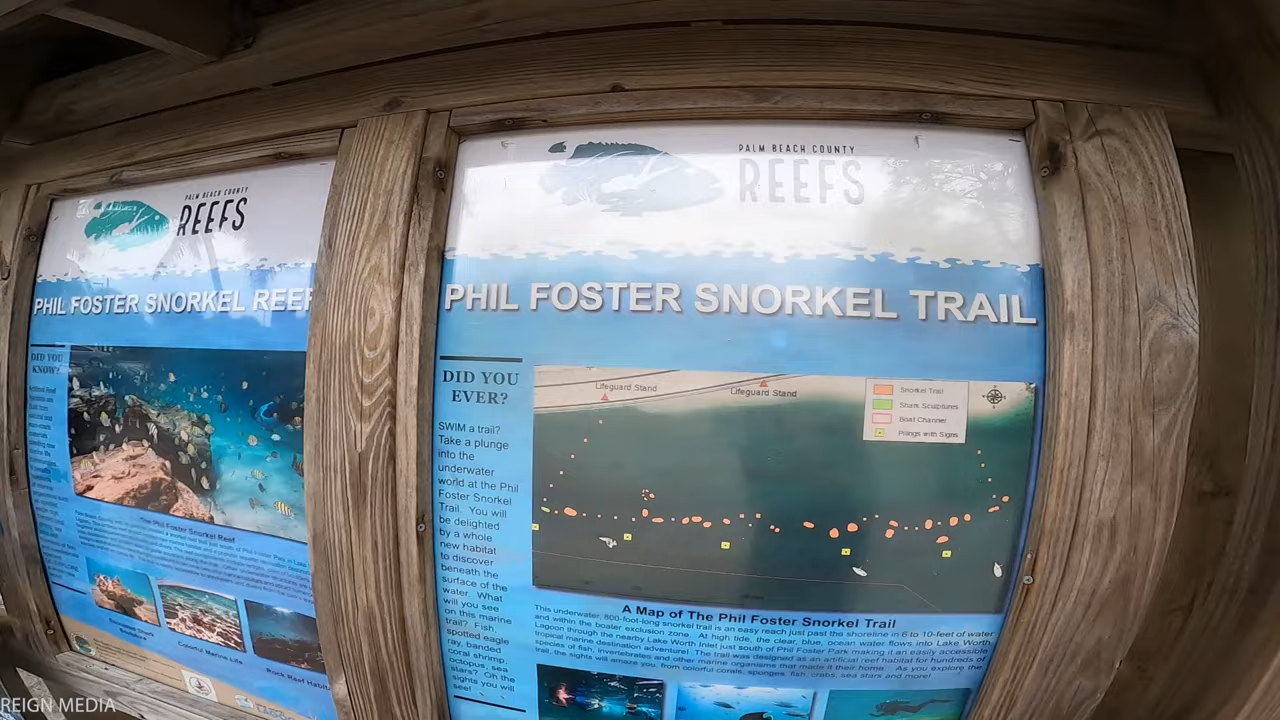 PALM BEACH COUNTY
REEFS
PHIL FOSTER SNORKEL REEF
DID YOU
KNOW?
The Phil Foster Snorkel Reef
Colorful Marine Life
Rock Reef Habita
PALM BEACH COUNTY
REEFS
PHIL FOSTER SNORKEL TRAIL
DID YOU
EVER?
SWIM a trail?
Take a plunge
into the
underwater
world at the Phil
Foster Snorkel
Trail. You will
be delighted
by a whole
new habitat
to discover
beneath the
surface of the
water. What
will you see
on this marine
trail? Fish,
spotted eagle
ray, banded
coral shrimp,
octopus, sea
stars? Oh the
sights you will
see!
Lifeguard Stand
Lifeguard Stand
Snorkel Trail
Shark Sculptures
Boat Channel
Pilings with Signs
A Map of The Phil Foster Snorkel Trail
This underwater, 800-foot-long snorkel trail is an easy reach just past the shoreline in 6 to 10-feet of water
and within the boater exclusion zone. At high tide, the clear, blue, ocean water flows into Lake Worth
Lagoon through the nearby Lake Worth Inlet just south of Phil Foster Park making it an easily accessible
tropical marine destination adventure! The trail was designed as an artificial reef habitat for hundreds of
species of fish, invertebrates and other marine organisms that made it their home. As you explore the
trail, the sights will amaze you, from colorful corals, sponges, fish, crabs, sea stars and more!
REIGN MEDIA